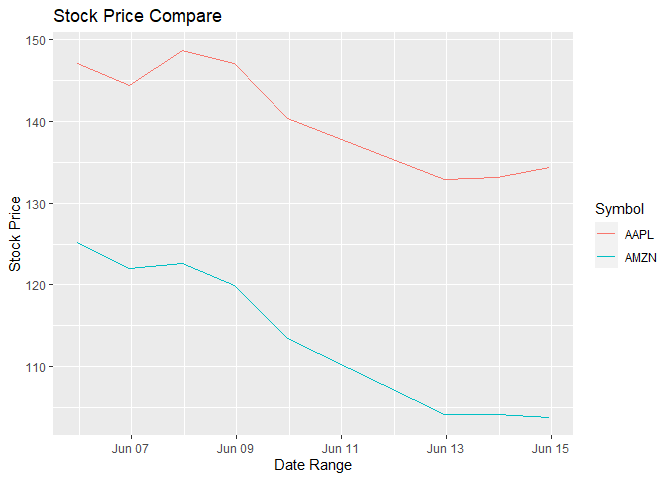 Stock Price Compare
150
140
130
120
110
Stock Price
Jun 07
Jun 09
Jun 11
Jun 13
Jun 15
Date Range
Symbol
AAPL
AMZN